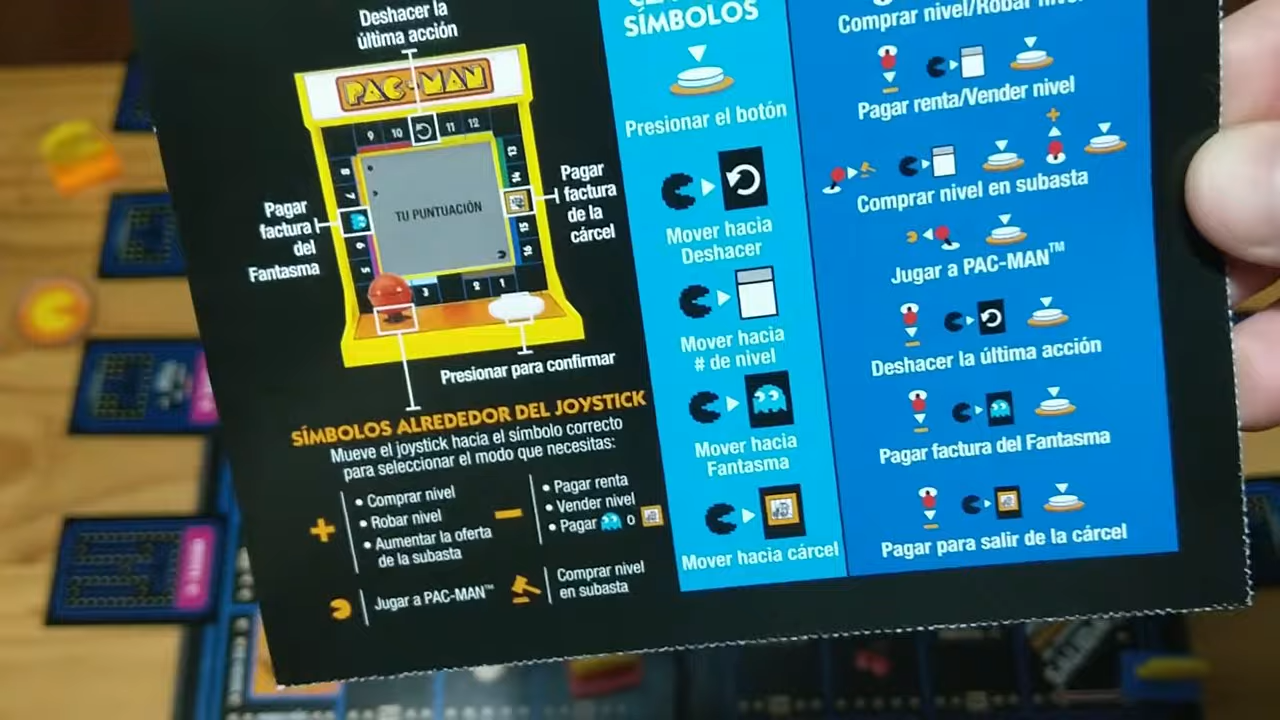 Deshacer la
última acción
PAC-MAN
9 10 11 12
8
7
6
5
13
14
15
16
3 2 1
TU PUNTUACIÓN
Pagar
factura
del
Fantasma
Pagar
factura
de la
cárcel
Presionar para confirmar
SÍMBOLOS ALREDEDOR DEL JOYSTICK
Mueve el joystick hacia el símbolo correcto
para seleccionar el modo que necesitas:
+
• Comprar nivel
• Robar nivel
• Aumentar la oferta
de la subasta
–
• Pagar renta
• Vender nivel
• Pagar o
Jugar a PAC-MAN™
Comprar nivel
en subasta
SÍMBOLOS
Presionar el botón
Mover hacia
Deshacer
Mover hacia
# de nivel
Mover hacia
Fantasma
Mover hacia cárcel
Comprar nivel/Robar nivel
Pagar renta/Vender nivel
Comprar nivel en subasta
Jugar a PAC-MAN™
Deshacer la última acción
Pagar factura del Fantasma
Pagar para salir de la cárcel